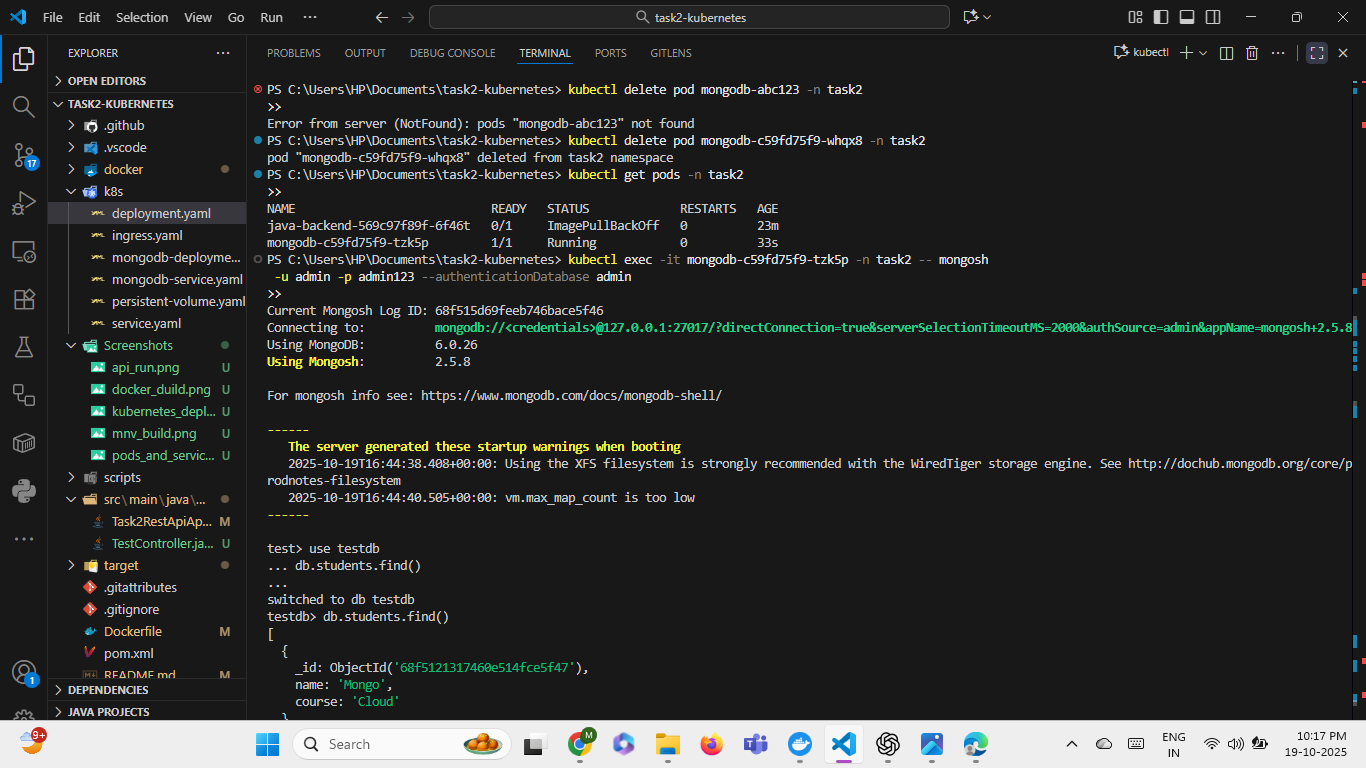 File Edit Selection View Go Run ···
task2-kubernetes
EXPLORER
OPEN EDITORS
TASK2-KUBERNETES
.github
.vscode
docker
k8s
deployment.yaml
ingress.yaml
mongodb-deployme...
mongodb-service.yaml
persistent-volume.yaml
service.yaml
Screenshots
api_run.png U
docker_duild.png U
kubernetes_depl... U
mnv_build.png U
pods_and_servic... U
scripts
src\main\java\...
Task2RestApiAp... M
TestController.ja... U
target
.gitattributes
.gitignore
Dockerfile M
pom.xml
README.md M
DEPENDENCIES
JAVA PROJECTS
17
1
PROBLEMS OUTPUT DEBUG CONSOLE TERMINAL PORTS GITLENS
kubectl
PS C:\Users\HP\Documents\task2-kubernetes> kubectl delete pod mongodb-abc123 -n task2
>>
Error from server (NotFound): pods "mongodb-abc123" not found
PS C:\Users\HP\Documents\task2-kubernetes> kubectl delete pod mongodb-c59fd75f9-whqx8 -n task2
pod "mongodb-c59fd75f9-whqx8" deleted from task2 namespace
PS C:\Users\HP\Documents\task2-kubernetes> kubectl get pods -n task2
>>
NAME READY STATUS RESTARTS AGE
java-backend-569c97f89f-6f46t 0/1 ImagePullBackOff 0 23m
mongodb-c59fd75f9-tzk5p 1/1 Running 0 33s
PS C:\Users\HP\Documents\task2-kubernetes> kubectl exec -it mongodb-c59fd75f9-tzk5p -n task2 -- mongosh
-u admin -p admin123 --authenticationDatabase admin
>>
Current Mongosh Log ID: 68f515d69feeb746bace5f46
Connecting to: mongodb://<credentials>@127.0.0.1:27017/?directConnection=true&serverSelectionTimeoutMS=2000&authSource=admin&appName=mongosh+2.5.8
Using MongoDB: 6.0.26
Using Mongosh: 2.5.8
For mongosh info see: https://www.mongodb.com/docs/mongodb-shell/
------
The server generated these startup warnings when booting
2025-10-19T16:44:38.408+00:00: Using the XFS filesystem is strongly recommended with the WiredTiger storage engine. See http://dochub.mongodb.org/core/p
rodnotes-filesystem
2025-10-19T16:44:40.505+00:00: vm.max_map_count is too low
------
test> use testdb
... db.students.find()
...
switched to db testdb
testdb> db.students.find()
[
{
_id: ObjectId('68f5121317460e514fce5f47'),
name: 'Mongo',
course: 'Cloud'
}
9+
Search
M
ENG
IN
10:17 PM
19-10-2025